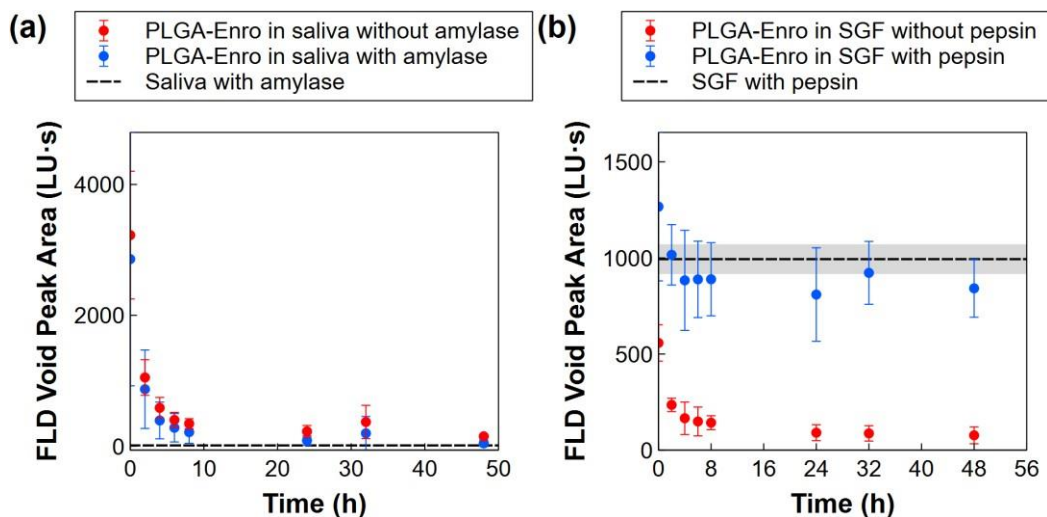 (a)
PLGA-Enro in saliva without amylase
PLGA-Enro in saliva with amylase
Saliva with amylase
FLD Void Peak Area (LU·s)
4000
2000
0
0 10 20 30 40 50
Time (h)
(b)
PLGA-Enro in SGF without pepsin
PLGA-Enro in SGF with pepsin
SGF with pepsin
FLD Void Peak Area (LU·s)
1500
1000
500
0
0 8 16 24 32 40 48 56
Time (h)